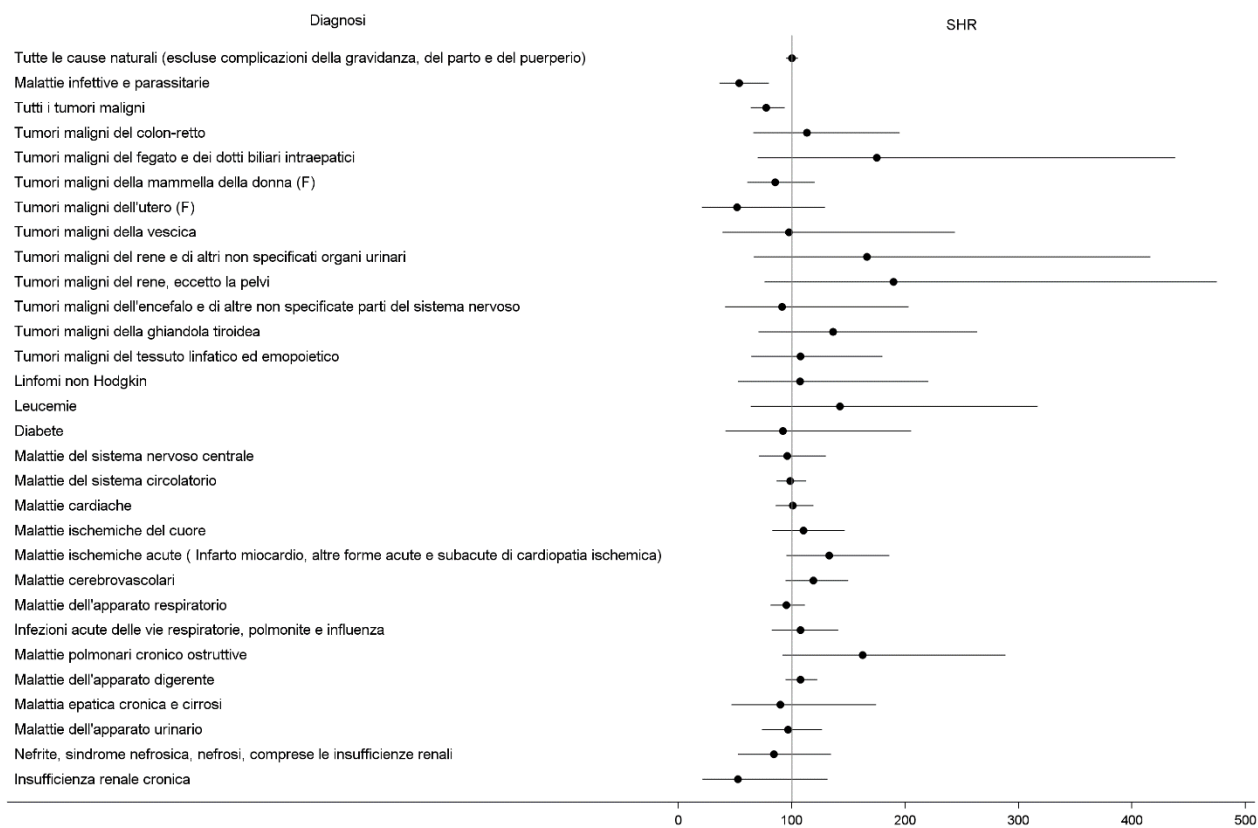 Diagnosi
SHR
Tutte le cause naturali (escluse complicazioni della gravidanza, del parto e del puerperio)
Malattie infettive e parassitarie
Tutti i tumori maligni
Tumori maligni del colon-retto
Tumori maligni del fegato e dei dotti biliari intraepatici
Tumori maligni della mammella della donna (F)
Tumori maligni dell'utero (F)
Tumori maligni della vescica
Tumori maligni del rene e di altri non specificati organi urinari
Tumori maligni del rene, eccetto la pelvi
Tumori maligni dell'encefalo e di altre non specificate parti del sistema nervoso
Tumori maligni della ghiandola tiroidea
Tumori maligni del tessuto linfatico ed emopoietico
Linfomi non Hodgkin
Leucemie
Diabete
Malattie del sistema nervoso centrale
Malattie del sistema circolatorio
Malattie cardiache
Malattie ischemiche del cuore
Malattie ischemiche acute ( Infarto miocardio, altre forme acute e subacute di cardiopatia ischemica)
Malattie cerebrovascolari
Malattie dell'apparato respiratorio
Infezioni acute delle vie respiratorie, polmonite e influenza
Malattie polmonari cronico ostruttive
Malattie dell'apparato digerente
Malattia epatica cronica e cirrosi
Malattie dell'apparato urinario
Nefrite, sindrome nefrosica, nefrosi, comprese le insufficienze renali
Insufficienza renale cronica
0 100 200 300 400 500